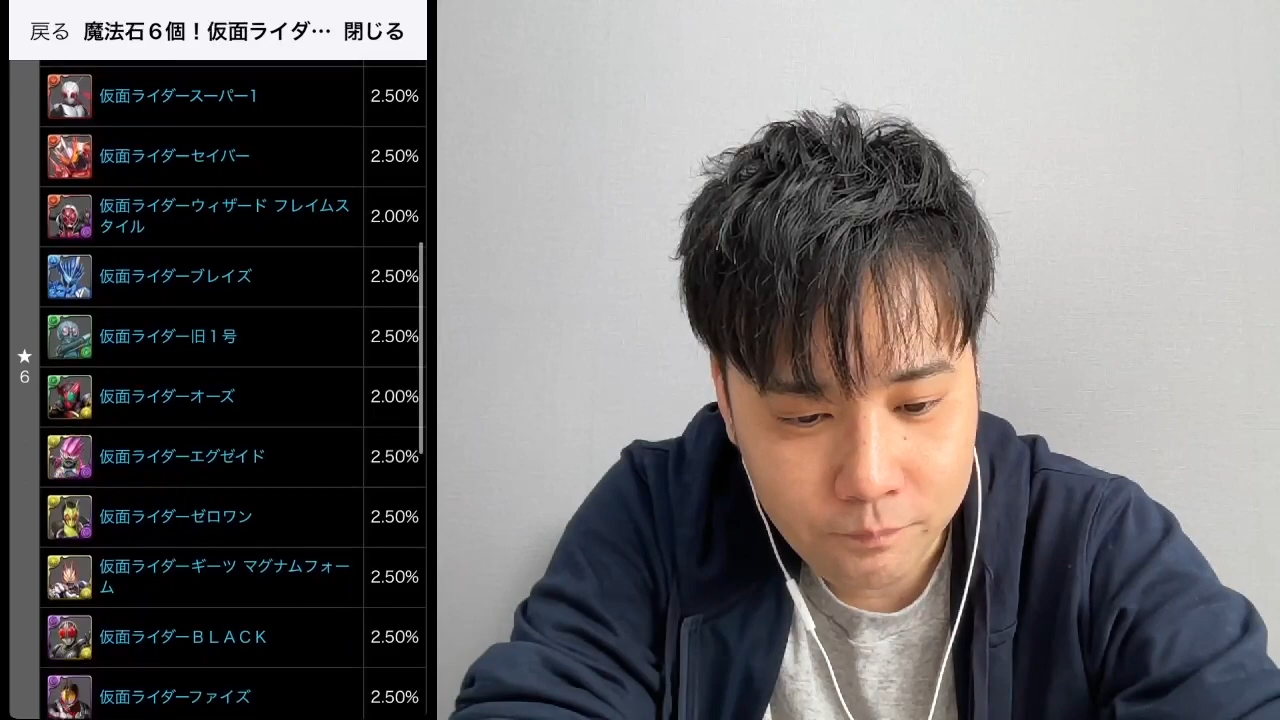 戻る 魔法石６個！仮面ライダ… 閉じる
仮面ライダースーパー1 2.50%
仮面ライダーセイバー 2.50%
仮面ライダーウィザード フレイムス
タイル 2.00%
仮面ライダーブレイズ 2.50%
仮面ライダー旧１号 2.50%
★
6
仮面ライダーオーズ 2.00%
仮面ライダーエグゼイド 2.50%
仮面ライダーゼロワン 2.50%
仮面ライダーギーツ マグナムフォー
ム 2.50%
仮面ライダーＢＬＡＣＫ 2.50%
仮面ライダーファイズ 2.50%